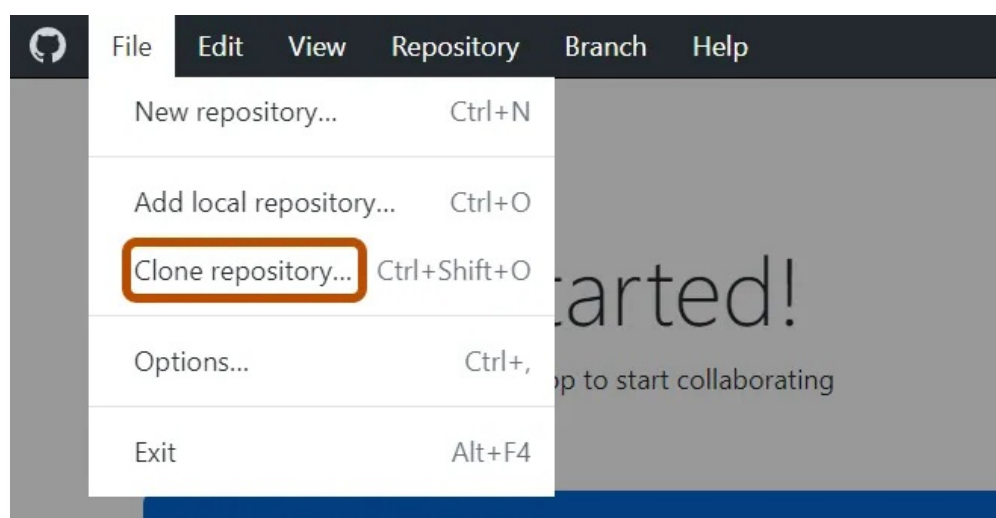 File Edit View Repository Branch Help
New repository... Ctrl+N
Add local repository... Ctrl+O
Clone repository... Ctrl+Shift+O
tarted!
Options... Ctrl+,
pp to start collaborating
Exit Alt+F4